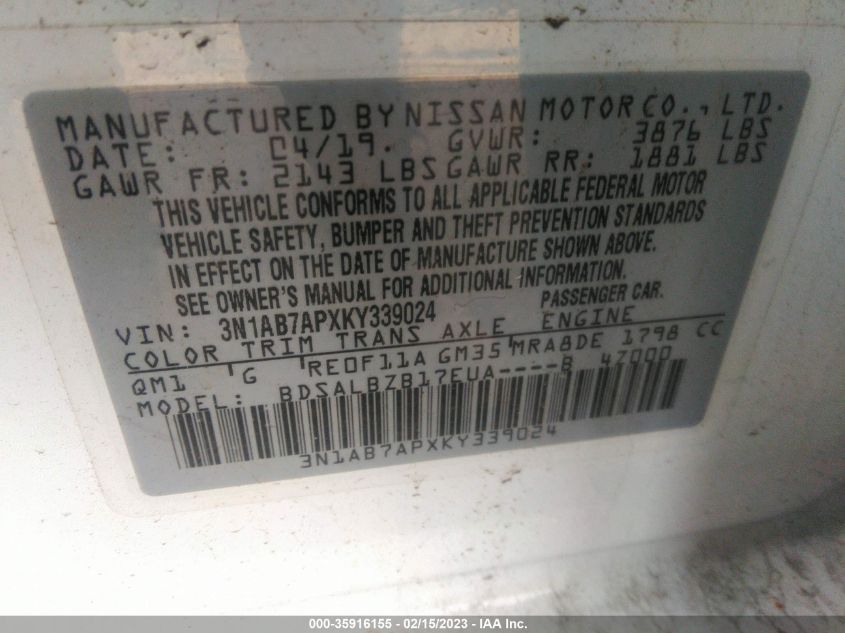 MANUFACTURED BY NISSAN MOTOR CO., LTD.
DATE: 04/19. GVWR: 3876 LBS
GAWR FR: 2143 LBS GAWR RR: 1881 LBS
THIS VEHICLE CONFORMS TO ALL APPLICABLE FEDERAL MOTOR
VEHICLE SAFETY, BUMPER AND THEFT PREVENTION STANDARDS
IN EFFECT ON THE DATE OF MANUFACTURE SHOWN ABOVE.
SEE OWNER'S MANUAL FOR ADDITIONAL INFORMATION.
VIN: 3N1AB7APXKY339024 PASSENGER CAR.
COLOR TRIM TRANS AXLE ENGINE
QM1 G RE0F11A GM35 MRA8DE 1798 CC
MODEL: BDSALBZB17EUA----B 4Z000
3N1AB7APXKY339024
000-35916155 - 02/15/2023 - IAA Inc.